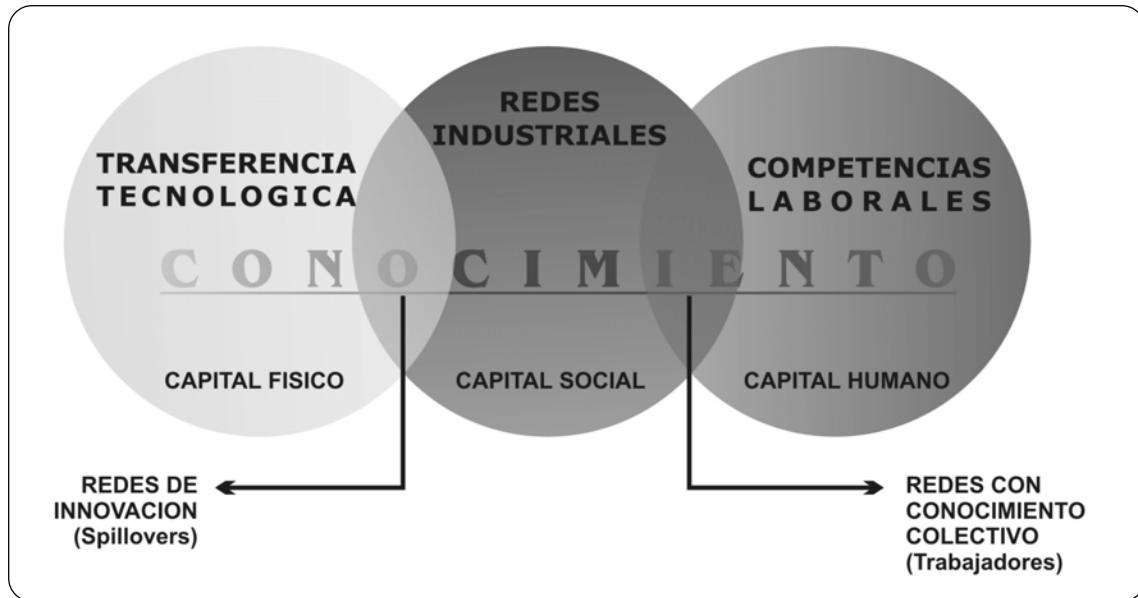 REDES
INDUSTRIALES
TRANSFERENCIA
TECNOLOGICA
COMPETENCIAS
LABORALES
CONOCIMIENTO
CAPITAL FISICO
CAPITAL SOCIAL
CAPITAL HUMANO
REDES DE
INNOVACION
(Spillovers)
REDES CON
CONOCIMIENTO
COLECTIVO
(Trabajadores)